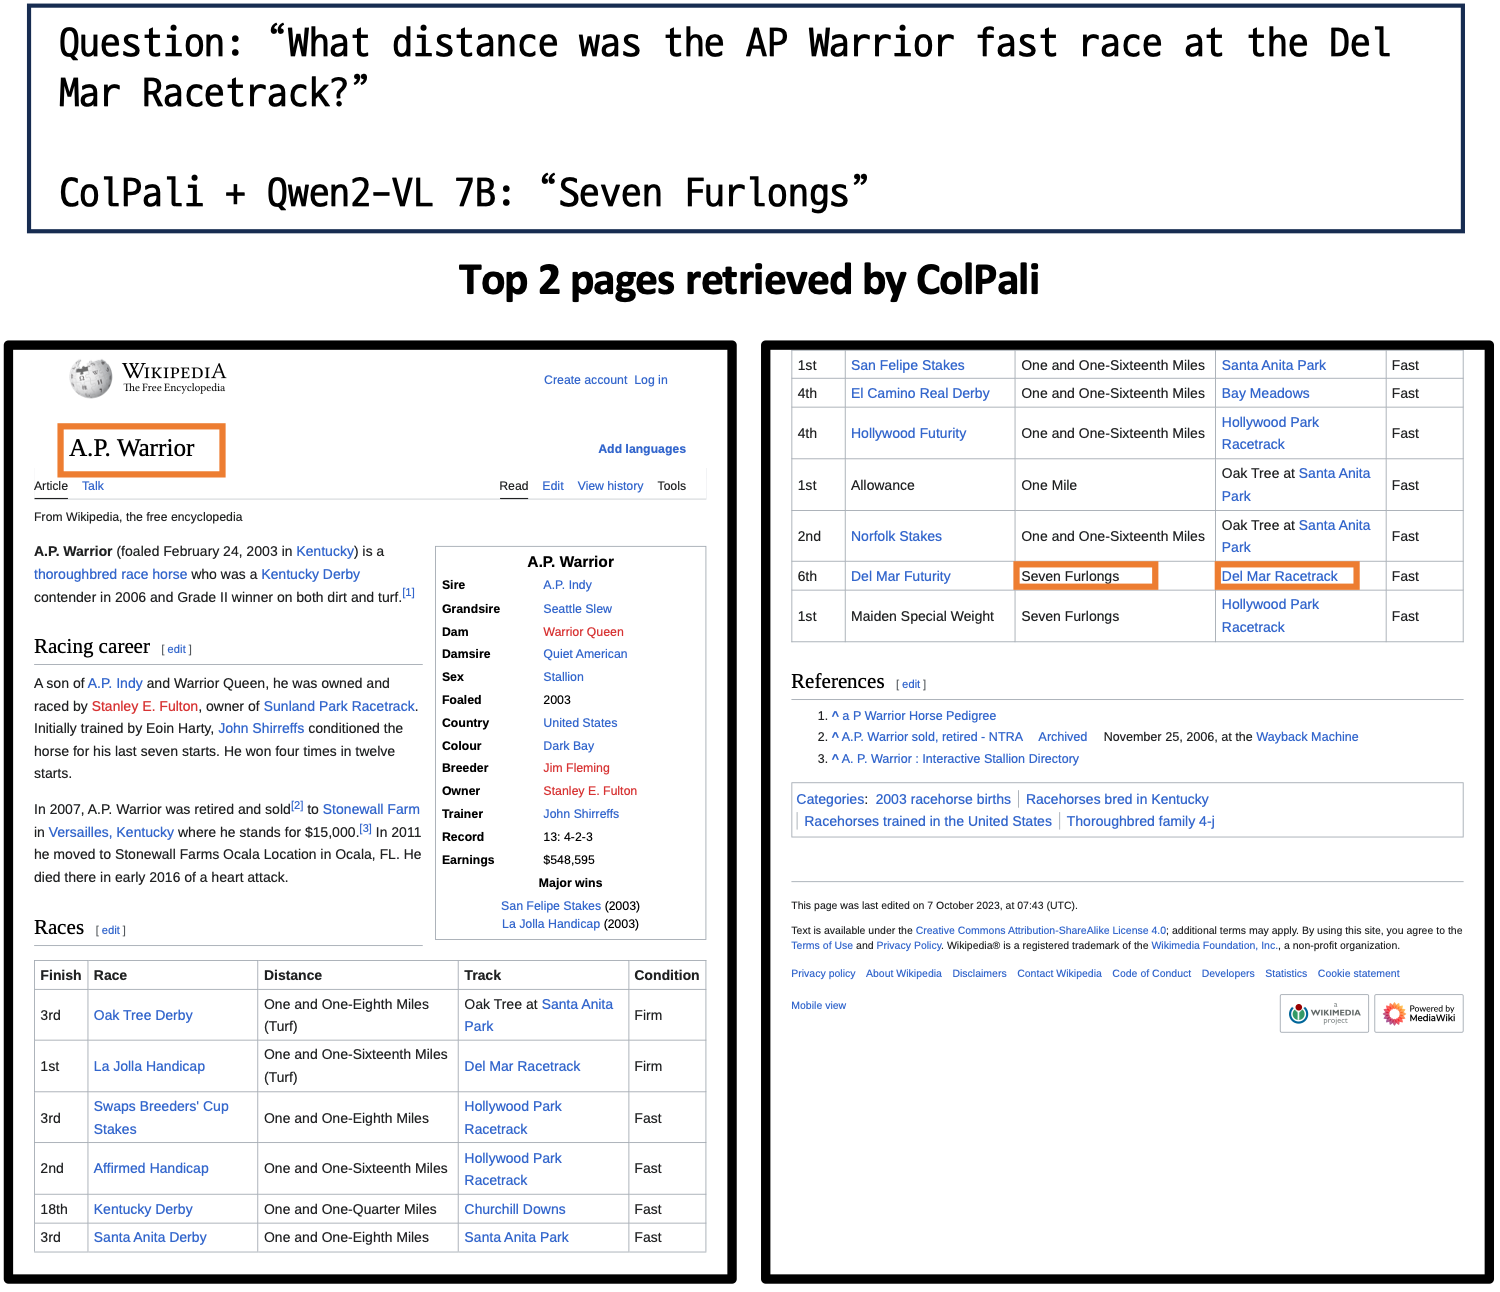 Question: “What distance was the AP Warrior fast race at the Del
Mar Racetrack?”
ColPali + Qwen2-VL 7B: “Seven Furlongs”
Top 2 pages retrieved by ColPali
WIKIPEDIA
The Free Encyclopedia
Create account Log in
A.P. Warrior
Add languages
Article Talk
Read Edit View history Tools
From Wikipedia, the free encyclopedia
A.P. Warrior (foaled February 24, 2003 in Kentucky) is a
thoroughbred race horse who was a Kentucky Derby
contender in 2006 and Grade II winner on both dirt and turf.[1]
Racing career [ edit ]
A son of A.P. Indy and Warrior Queen, he was owned and
raced by Stanley E. Fulton, owner of Sunland Park Racetrack.
Initially trained by Eoin Harty, John Shirreffs conditioned the
horse for his last seven starts. He won four times in twelve
starts.
In 2007, A.P. Warrior was retired and sold[2] to Stonewall Farm
in Versailles, Kentucky where he stands for $15,000.[3] In 2011
he moved to Stonewall Farms Ocala Location in Ocala, FL. He
died there in early 2016 of a heart attack.
A.P. Warrior
Sire A.P. Indy
Grandsire Seattle Slew
Dam Warrior Queen
Damsire Quiet American
Sex Stallion
Foaled 2003
Country United States
Colour Dark Bay
Breeder Jim Fleming
Owner Stanley E. Fulton
Trainer John Shirreffs
Record 13: 4-2-3
Earnings $548,595
Major wins
San Felipe Stakes (2003)
La Jolla Handicap (2003)
Races [ edit ]
Finish Race Distance Track Condition
3rd Oak Tree Derby One and One-Eighth Miles (Turf) Oak Tree at Santa Anita Park Firm
1st La Jolla Handicap One and One-Sixteenth Miles (Turf) Del Mar Racetrack Firm
3rd Swaps Breeders' Cup Stakes One and One-Eighth Miles Hollywood Park Racetrack Fast
2nd Affirmed Handicap One and One-Sixteenth Miles Hollywood Park Racetrack Fast
18th Kentucky Derby One and One-Quarter Miles Churchill Downs Fast
3rd Santa Anita Derby One and One-Eighth Miles Santa Anita Park Fast
1st San Felipe Stakes One and One-Sixteenth Miles Santa Anita Park Fast
4th El Camino Real Derby One and One-Sixteenth Miles Bay Meadows Fast
4th Hollywood Futurity One and One-Sixteenth Miles Hollywood Park Racetrack Fast
1st Allowance One Mile Oak Tree at Santa Anita Park Fast
2nd Norfolk Stakes One and One-Sixteenth Miles Oak Tree at Santa Anita Park Fast
6th Del Mar Futurity Seven Furlongs Del Mar Racetrack Fast
1st Maiden Special Weight Seven Furlongs Hollywood Park Racetrack Fast
References [ edit ]
1. ^ a P Warrior Horse Pedigree
2. ^ A.P. Warrior sold, retired - NTRA Archived November 25, 2006, at the Wayback Machine
3. ^ A. P. Warrior : Interactive Stallion Directory
Categories: 2003 racehorse births | Racehorses bred in Kentucky
| Racehorses trained in the United States | Thoroughbred family 4-j
This page was last edited on 7 October 2023, at 07:43 (UTC).
Text is available under the Creative Commons Attribution-ShareAlike License 4.0; additional terms may apply. By using this site, you agree to the
Terms of Use and Privacy Policy. Wikipedia® is a registered trademark of the Wikimedia Foundation, Inc., a non-profit organization.
Privacy policy About Wikipedia Disclaimers Contact Wikipedia Code of Conduct Developers Statistics Cookie statement
Mobile view
a
WIKIMEDIA
project
Powered by
MediaWiki